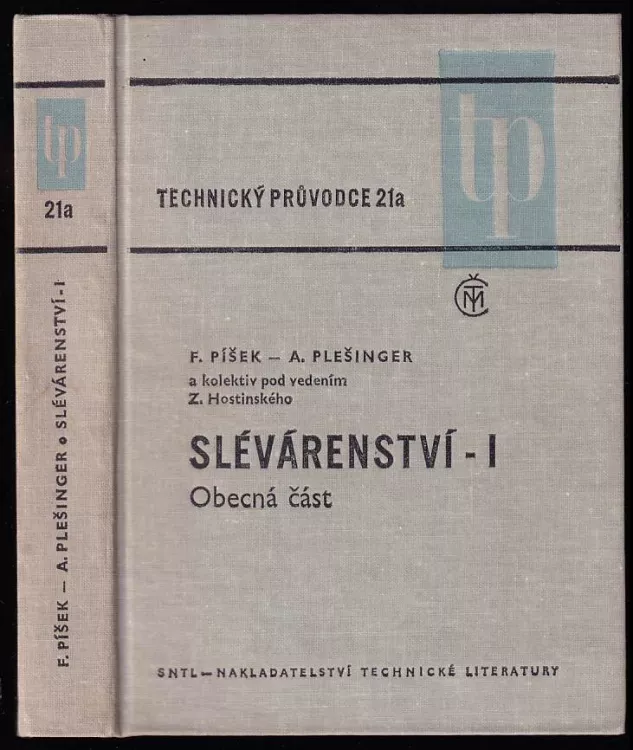 tp
21a
F. PÍŠEK — A. PLEŠINGER • SLÉVÁRENSTVÍ - I
tp
TECHNICKÝ PRŮVODCE 21a
ČTM
F. PÍŠEK — A. PLEŠINGER
a kolektiv pod vedením
Z. Hostinského
SLÉVÁRENSTVÍ - I
Obecná část
SNTL — NAKLADATELSTVÍ TECHNICKÉ LITERATURY